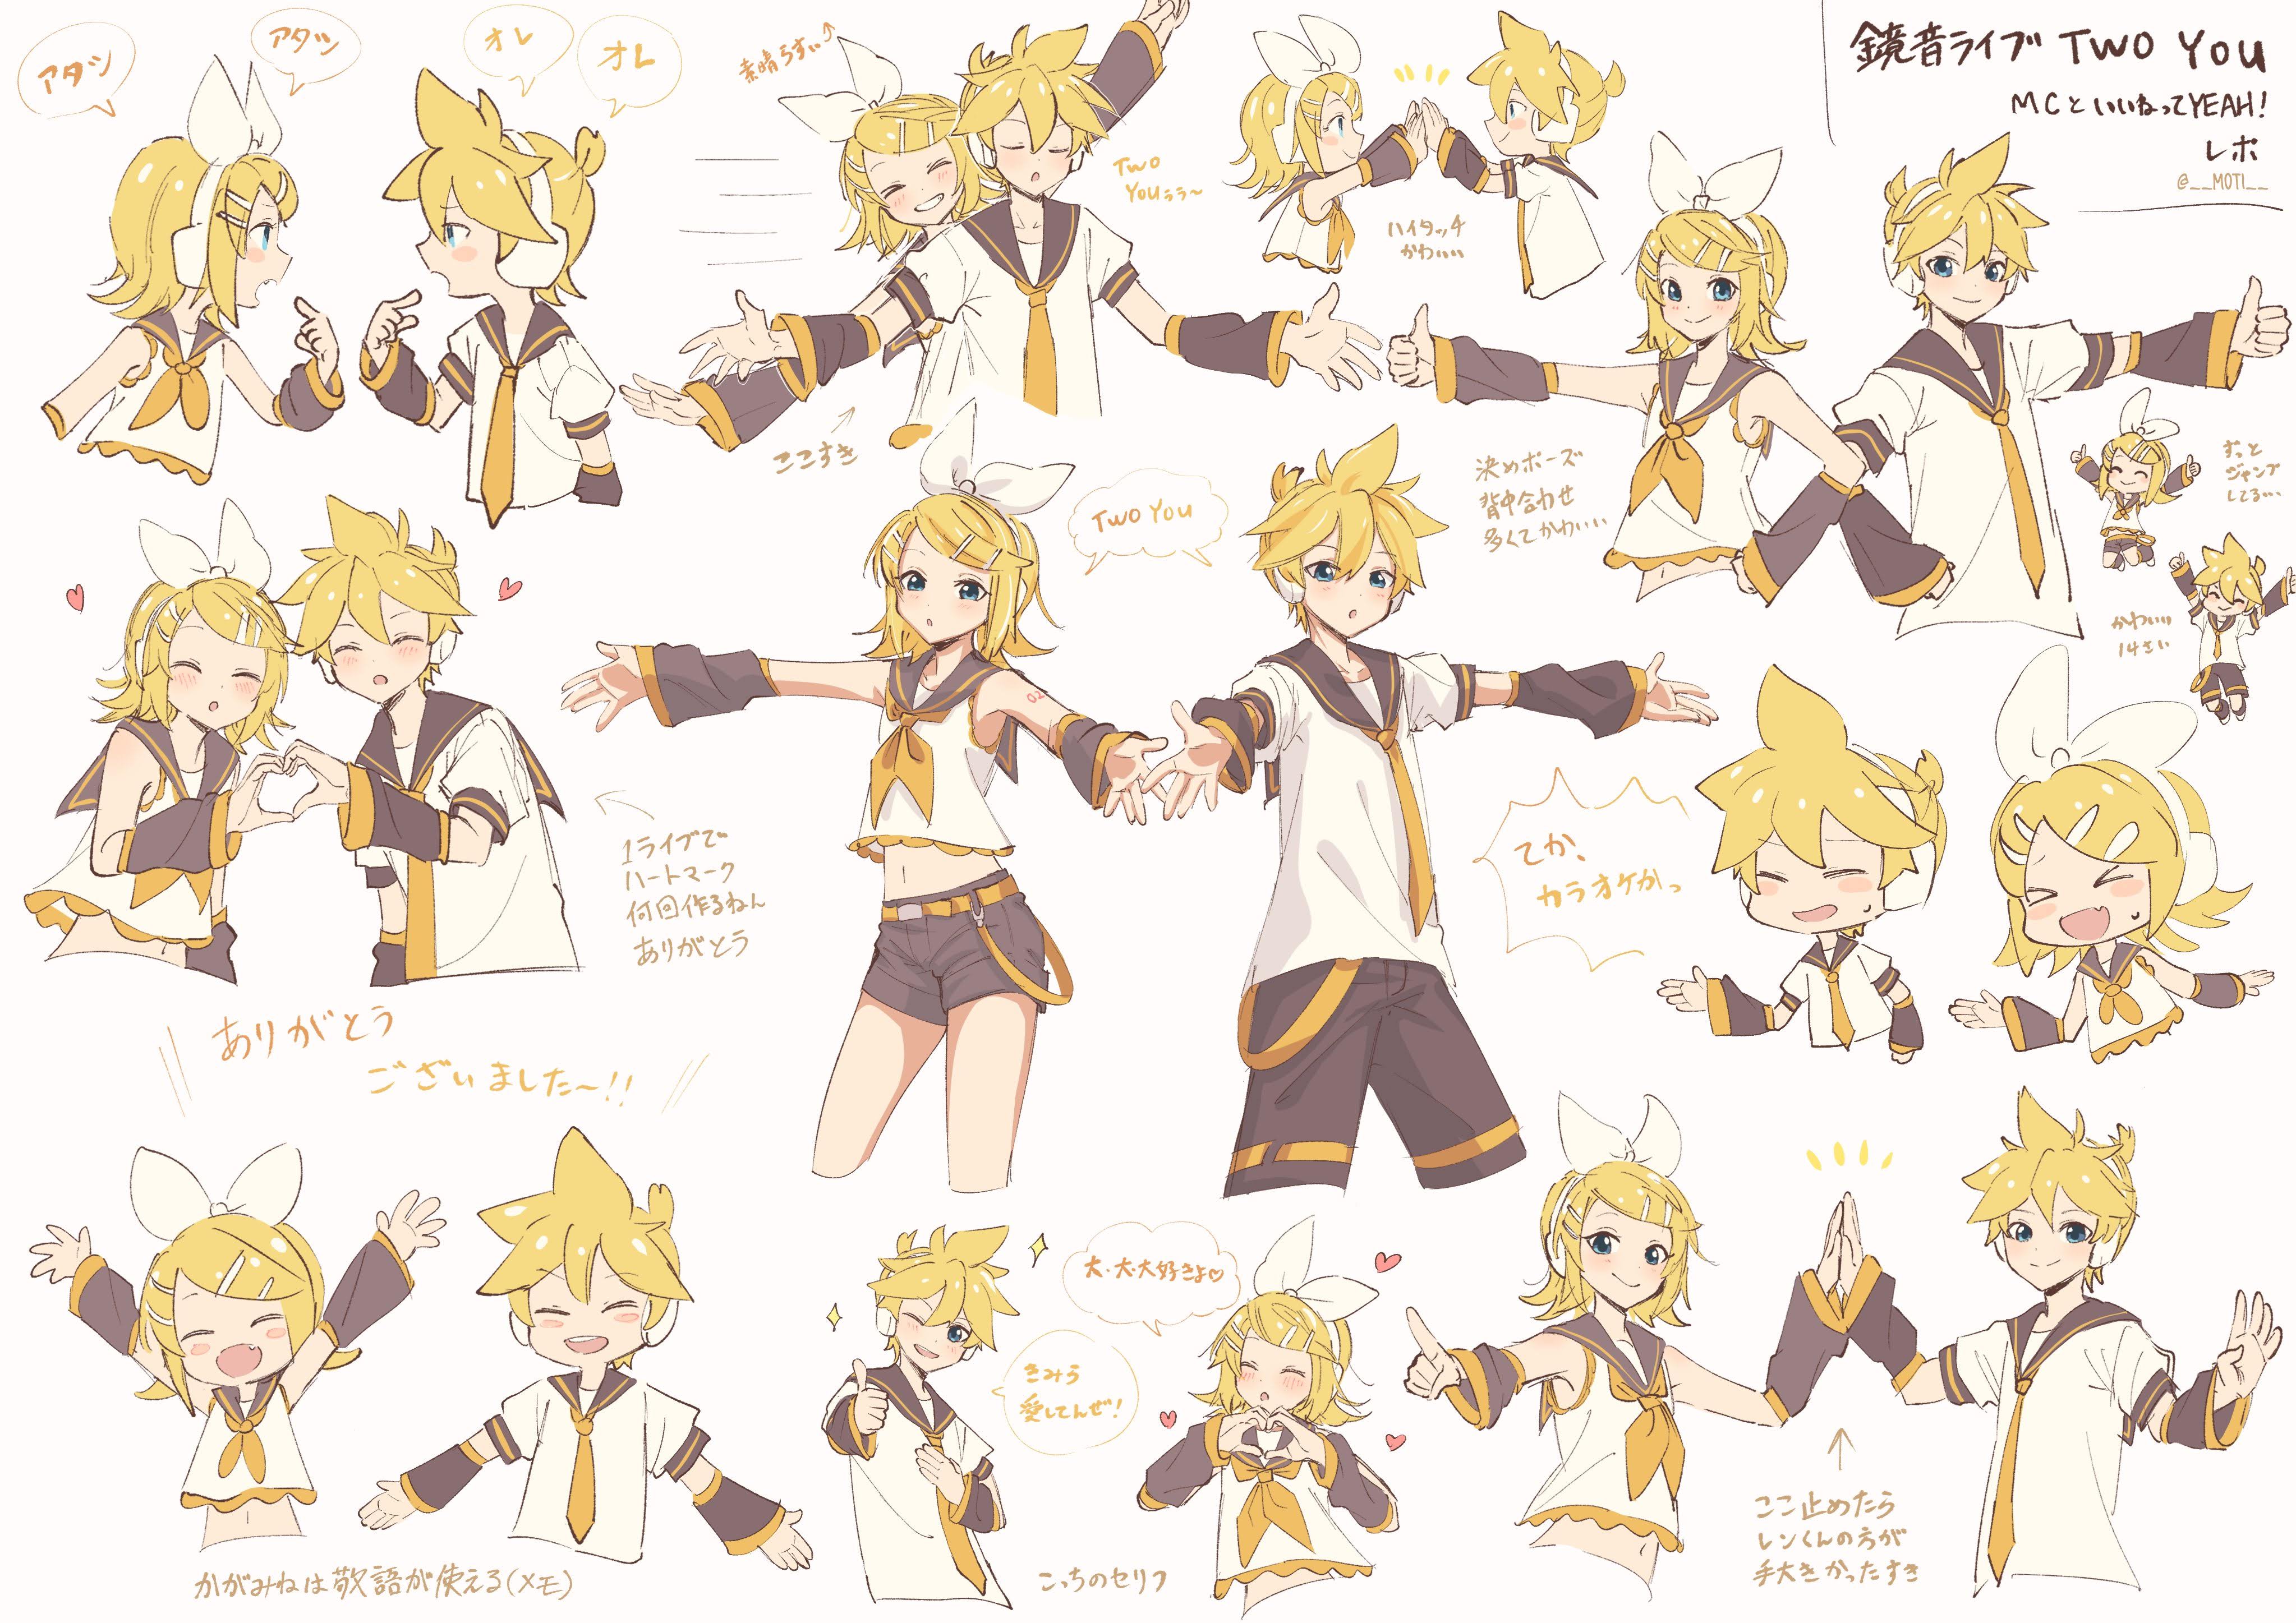 アタシ
アタシ
オレ
オレ
素晴らすぃ〜
TWO
YOUララ〜
ここすき
ハイタッチ
かわいい
鏡音ライブ TWO YOU
MCといいねってYEAH!
レポ
@__MOTI__
決めポーズ
背中合わせ
多くてかわいい
ずっと
ジャンプ
してる…
かわいい
14さい
TWO YOU
1ライブで
ハートマーク
何回作るねん
ありがとう
02
てか、
カラオケかっ
ありがとう
ございました〜!!
かがみねは敬語が使える(メモ)
きみら
愛してんぜ!
大・大・大好きよ♡
こっちのセリフ
ここ止めたら
レンくんの方が
手大きかったすき